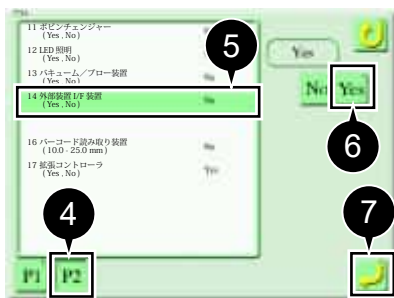 11 ボビンチェンジャー
(Yes , No)
5
12 LED 照明
(Yes , No)
Yes
13 バキューム／ブロー装置
(Yes , No)
No
No Yes
14 外部装置 I/F 装置
(Yes , No)
No
6
16 バーコード読み取り装置
(10.0 - 25.0 mm)
No
17 拡張コントローラ
(Yes , No)
Yes
4
7
P1 P2